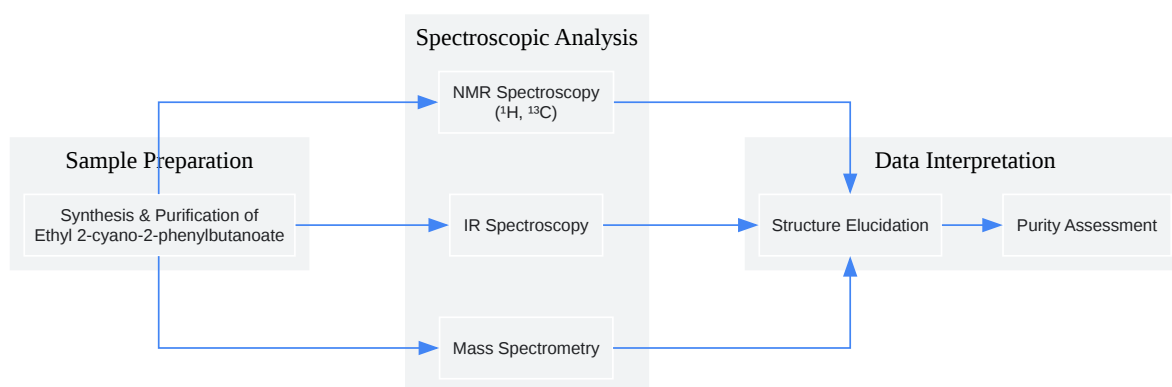 Spectroscopic Analysis
NMR Spectroscopy
(¹H, ¹³C)
Sample Preparation
Data Interpretation
Synthesis & Purification of
Ethyl 2-cyano-2-phenylbutanoate
IR Spectroscopy
Structure Elucidation
Purity Assessment
Mass Spectrometry